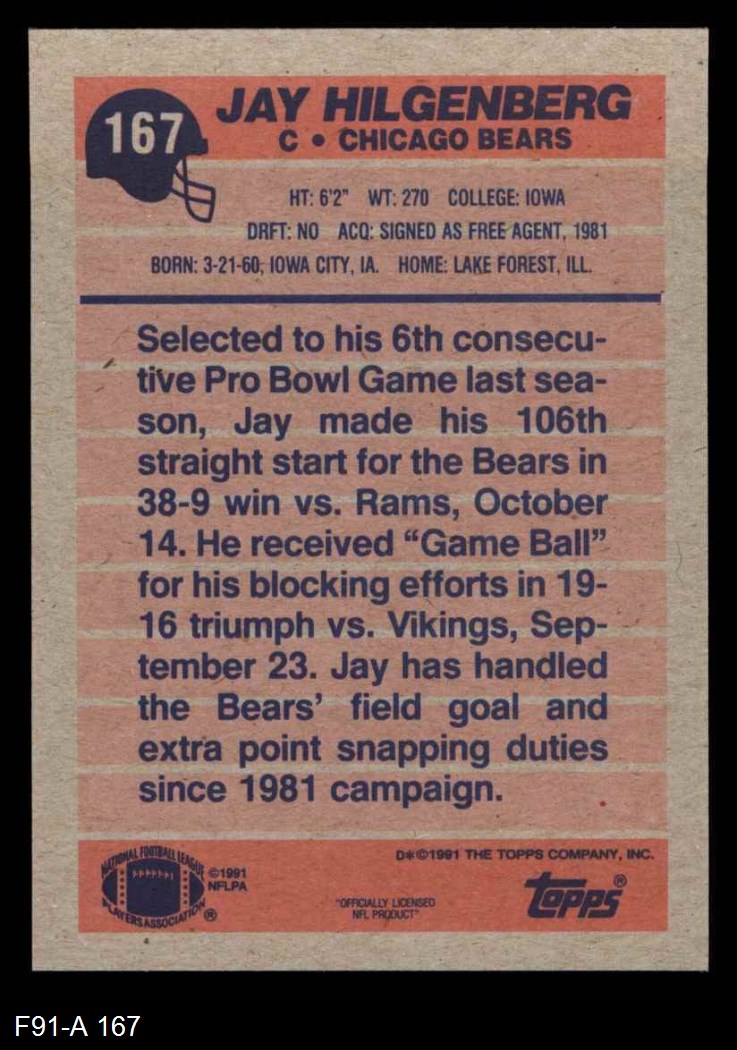 167
JAY HILGENBERG
C • CHICAGO BEARS
HT: 6'2" WT: 270 COLLEGE: IOWA
DRFT: NO ACQ: SIGNED AS FREE AGENT, 1981
BORN: 3-21-60, IOWA CITY, IA. HOME: LAKE FOREST, ILL.
Selected to his 6th consecu-
tive Pro Bowl Game last sea-
son, Jay made his 106th
straight start for the Bears in
38-9 win vs. Rams, October
14. He received “Game Ball”
for his blocking efforts in 19-
16 triumph vs. Vikings, Sep-
tember 23. Jay has handled
the Bears’ field goal and
extra point snapping duties
since 1981 campaign.
NATIONAL FOOTBALL LEAGUE
PLAYERS ASSOCIATION ®
©1991
NFLPA
"OFFICIALLY LICENSED
NFL PRODUCT"
D*©1991 THE TOPPS COMPANY, INC.
topps®
F91-A 167